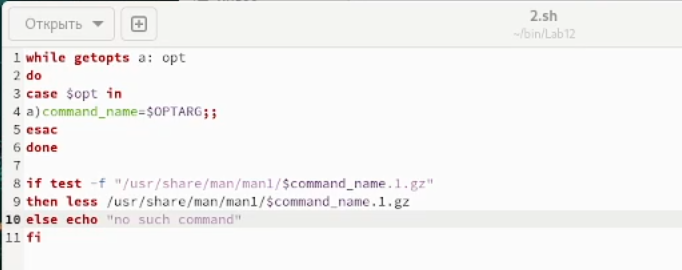 Открыть
2.sh
~/bin/Lab12
1 while getopts a: opt
2 do
3 case $opt in
4 a)command_name=$OPTARG;;
5 esac
6 done
7
8 if test -f "/usr/share/man/man1/$command_name.1.gz"
9 then less /usr/share/man/man1/$command_name.1.gz
10 else echo "no such command"
11 fi